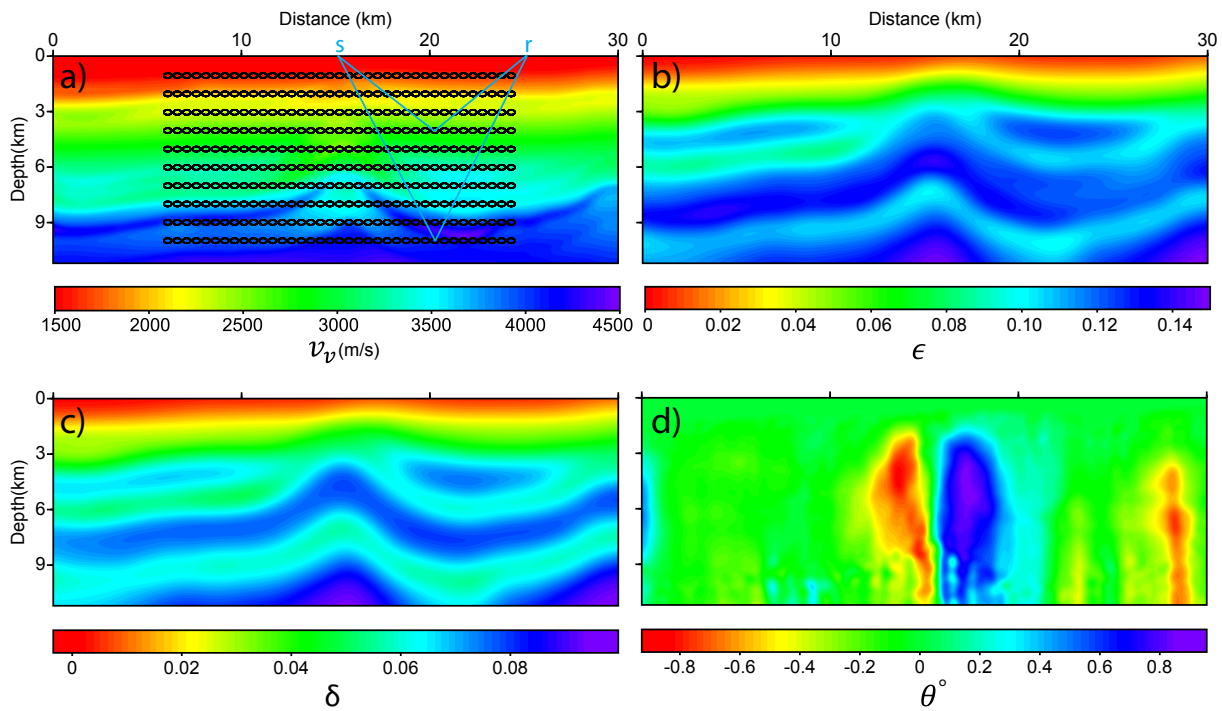 Distance (km)
Distance (km)
0 10 20 30
0 10 20 30
s r
a)
0
3
6
9
Depth(km)
b)
1500 2000 2500 3000 3500 4000 4500
0 0.02 0.04 0.06 0.08 0.10 0.12 0.14
vᵥ (m/s)
ϵ
c)
0
3
6
9
Depth(km)
d)
0 0.02 0.04 0.06 0.08
-0.8 -0.6 -0.4 -0.2 0 0.2 0.4 0.6 0.8
δ
θ°